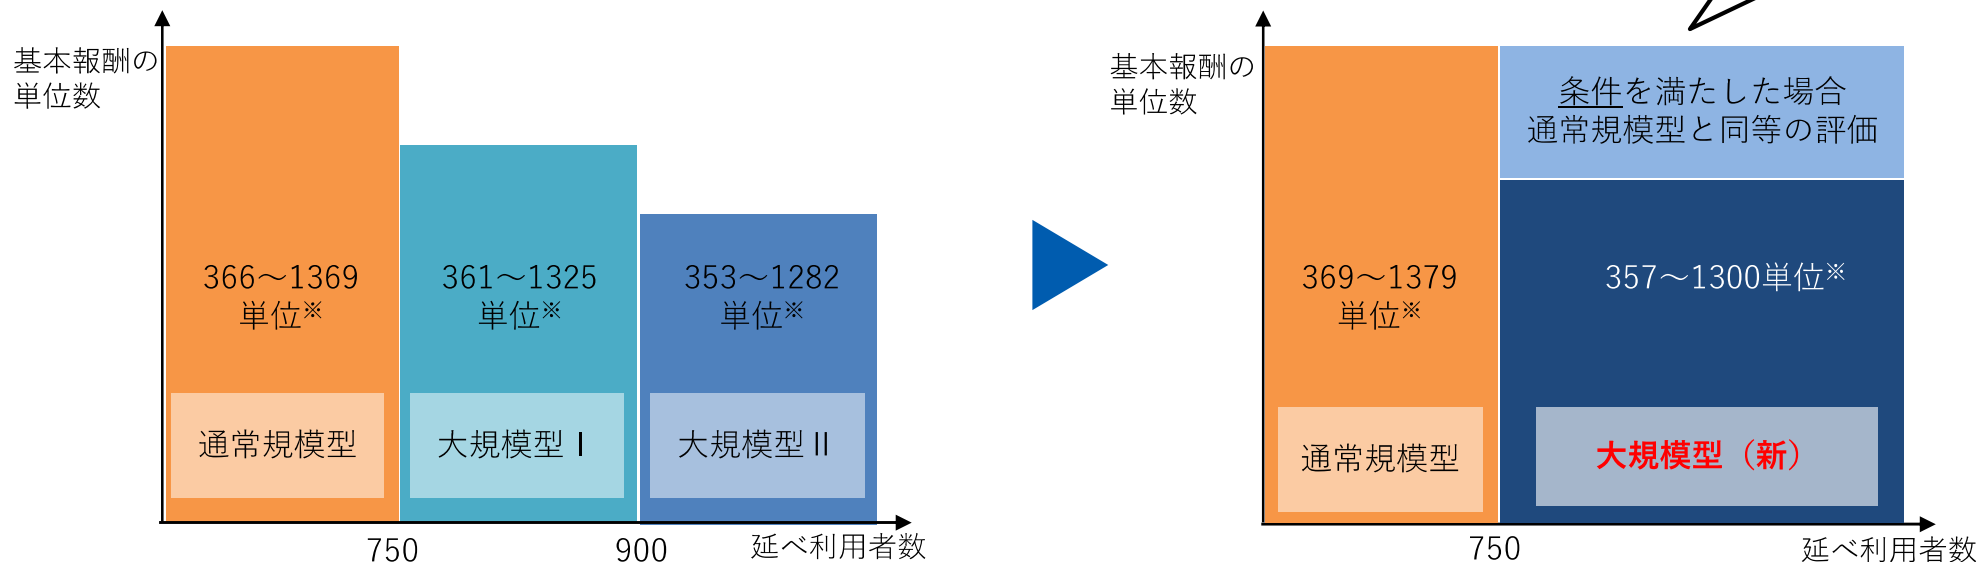 基本報酬の
単位数
366～1369
単位※
361～1325
単位※
353～1282
単位※
通常規模型
大規模型Ⅰ
大規模型Ⅱ
750
900
延べ利用者数
基本報酬の
単位数
条件を満たした場合
通常規模型と同等の評価
369～1379
単位※
357～1300単位※
通常規模型
大規模型（新）
750
延べ利用者数